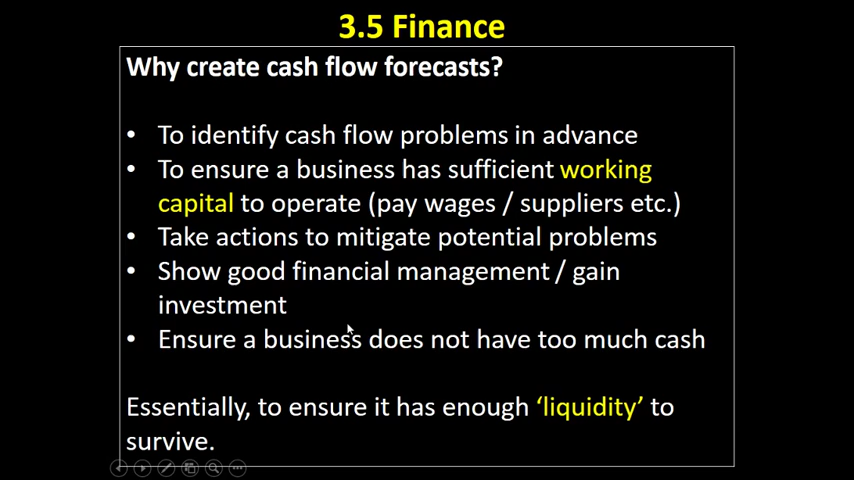 3.5 Finance
Why create cash flow forecasts?
• To identify cash flow problems in advance
• To ensure a business has sufficient working
capital to operate (pay wages / suppliers etc.)
• Take actions to mitigate potential problems
• Show good financial management / gain
investment
• Ensure a business does not have too much cash
Essentially, to ensure it has enough ‘liquidity’ to
survive.